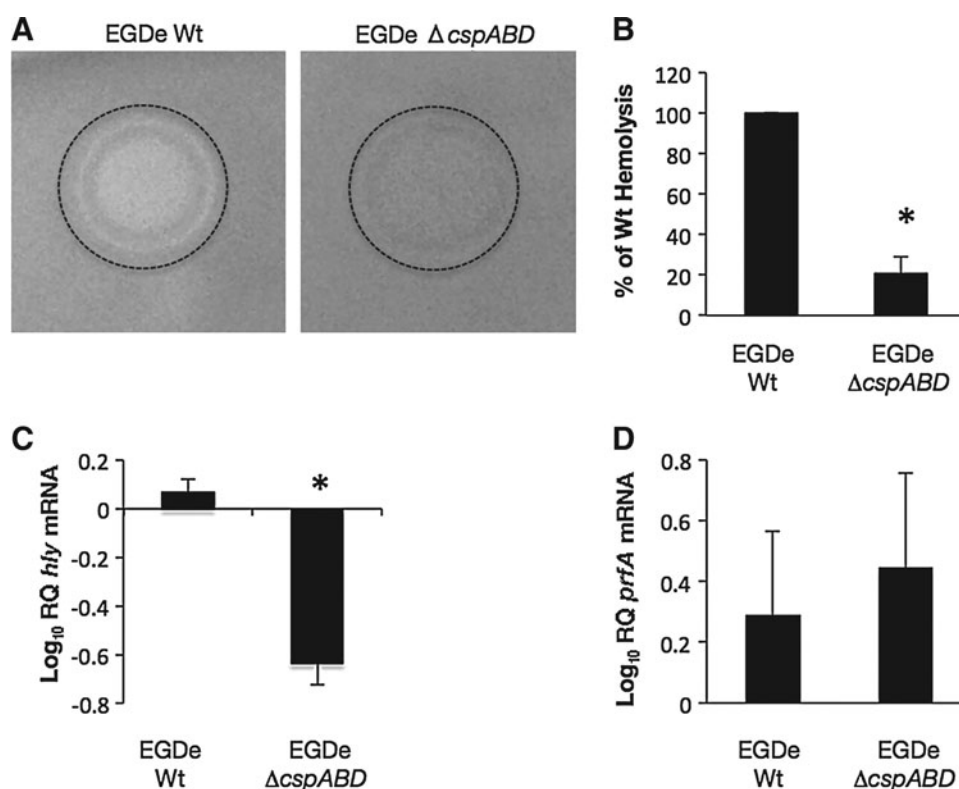 A
EGDe Wt
EGDe ΔcspABD
B
% of Wt Hemolysis
120
100
80
60
40
20
0
*
EGDe
Wt
EGDe
ΔcspABD
C
Log₁₀ RQ hly mRNA
0.2
0
-0.2
-0.4
-0.6
-0.8
*
EGDe
Wt
EGDe
ΔcspABD
D
Log₁₀ RQ prfA mRNA
0.8
0.6
0.4
0.2
0
EGDe
Wt
EGDe
ΔcspABD